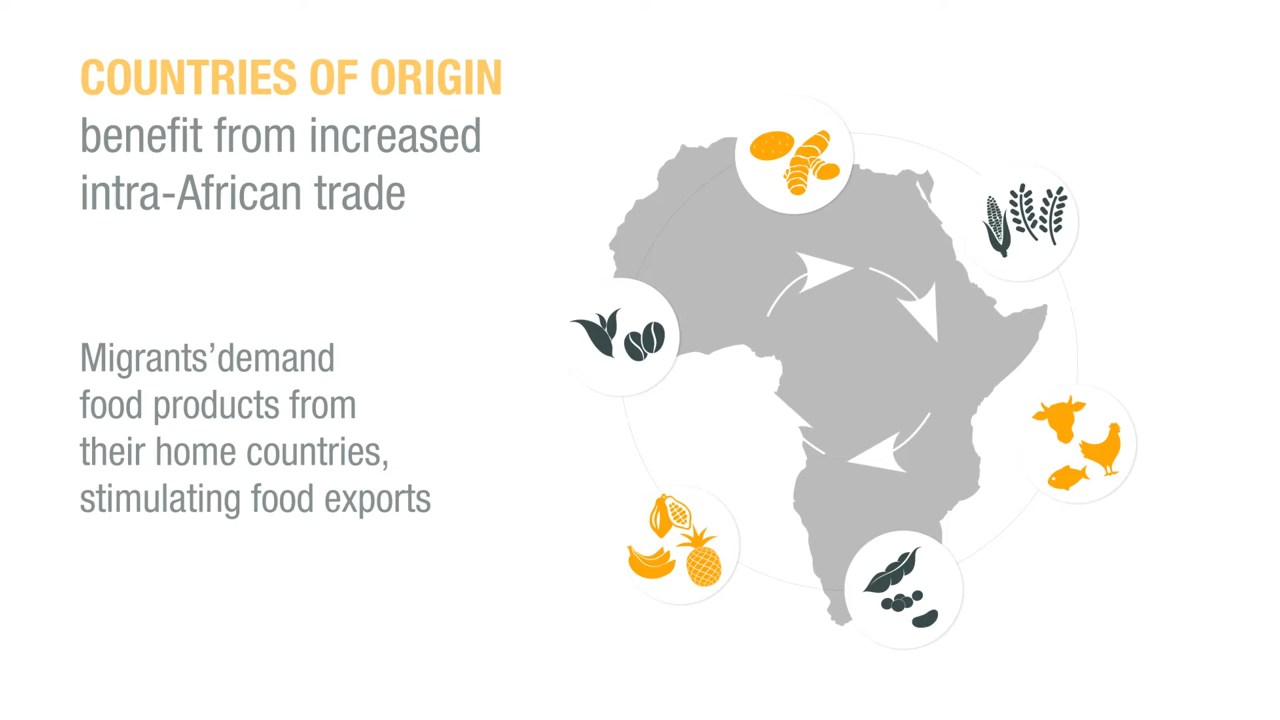 COUNTRIES OF ORIGIN
benefit from increased
intra-African trade
Migrants’demand
food products from
their home countries,
stimulating food exports